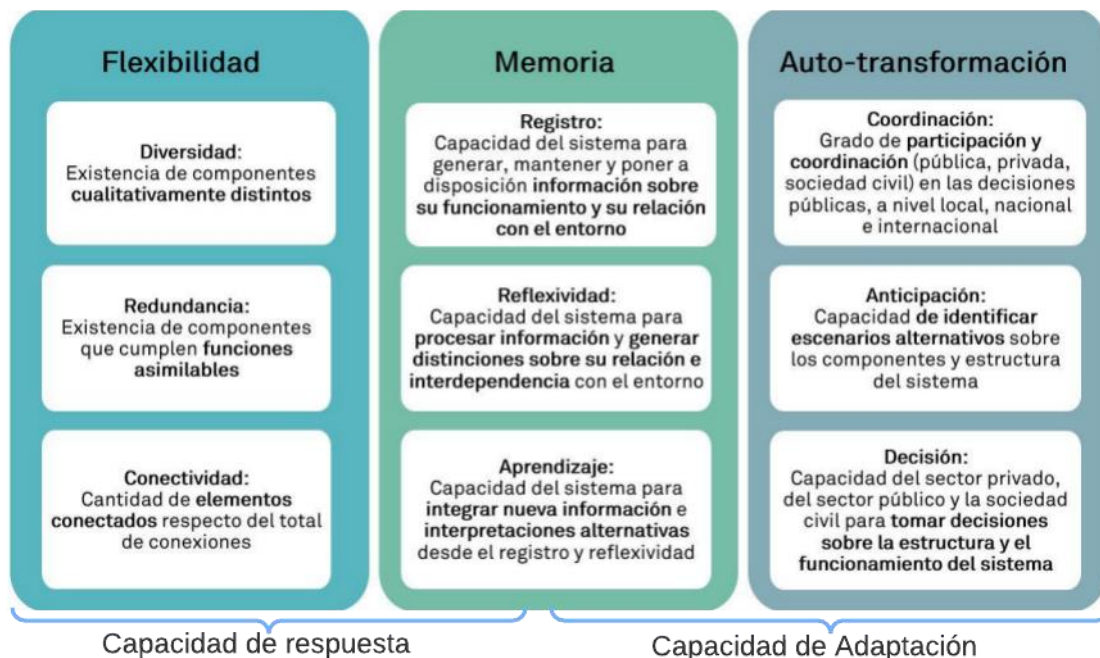 Flexibilidad
Diversidad:
Existencia de componentes
cualitativamente distintos
Redundancia:
Existencia de componentes
que cumplen funciones
asimilables
Conectividad:
Cantidad de elementos
conectados respecto del total
de conexiones
Memoria
Registro:
Capacidad del sistema para
generar, mantener y poner a
disposición información sobre
su funcionamiento y su relación
con el entorno
Reflexividad:
Capacidad del sistema para
procesar información y generar
distinciones sobre su relación e
interdependencia con el entorno
Aprendizaje:
Capacidad del sistema para
integrar nueva información e
interpretaciones alternativas
desde el registro y reflexividad
Auto-transformación
Coordinación:
Grado de participación y
coordinación (pública, privada,
sociedad civil) en las decisiones
públicas, a nivel local, nacional
e internacional
Anticipación:
Capacidad de identificar
escenarios alternativos sobre
los componentes y estructura
del sistema
Decisión:
Capacidad del sector privado,
del sector público y la sociedad
civil para tomar decisiones
sobre la estructura y el
funcionamiento del sistema
Capacidad de respuesta
Capacidad de Adaptación